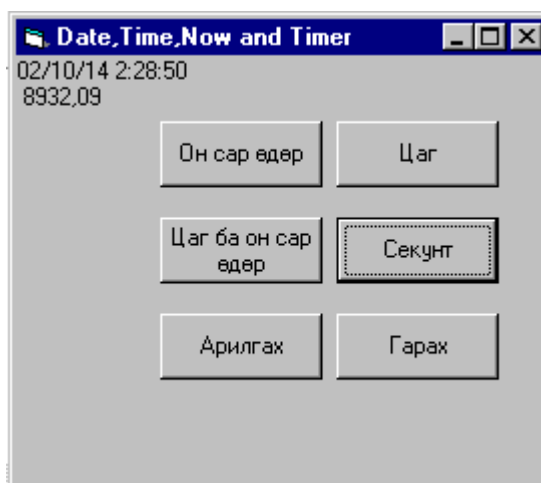 Date,Time,Now and Timer
02/10/14 2:28:50
8932,09
Он сар өдөр
Цаг
Цаг ба он сар
өдөр
Секунт
Арилгах
Гарах